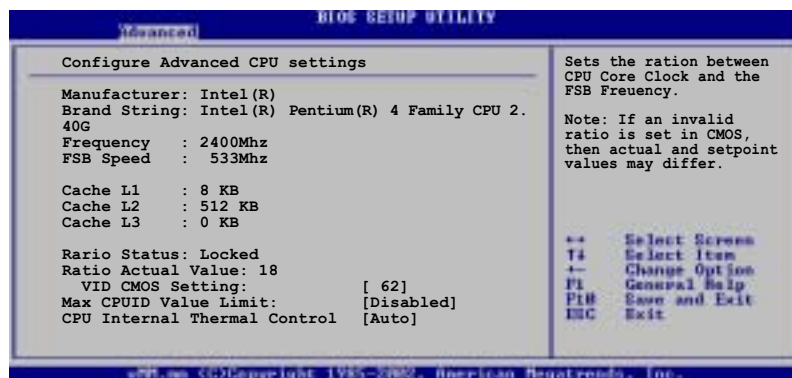 BIOS SETUP UTILITY
Advanced
Configure Advanced CPU settings
Manufacturer: Intel(R)
Brand String: Intel(R) Pentium(R) 4 Family CPU 2.
40G
Frequency : 2400Mhz
FSB Speed : 533Mhz
Cache L1 : 8 KB
Cache L2 : 512 KB
Cache L3 : 0 KB
Rario Status: Locked
Ratio Actual Value: 18
VID CMOS Setting: [ 62]
Max CPUID Value Limit: [Disabled]
CPU Internal Thermal Control [Auto]
Sets the ration between
CPU Core Clock and the
FSB Freuency.
Note: If an invalid
ratio is set in CMOS,
then actual and setpoint
values may differ.
↔ Select Screen
↑↓ Select Item
+- Change Option
F1 General Help
F10 Save and Exit
ESC Exit
(C)Copyright 1985-2002, American Megatrends, Inc.